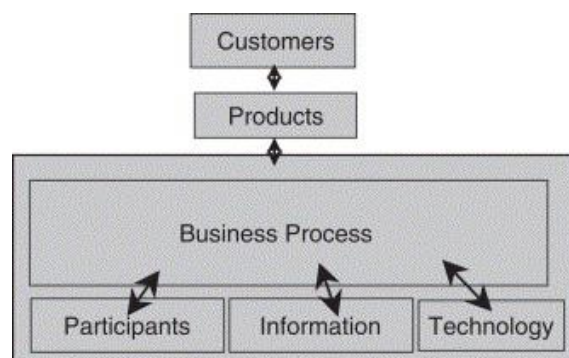 Customers
Products
Business Process
Participants
Information
Technology